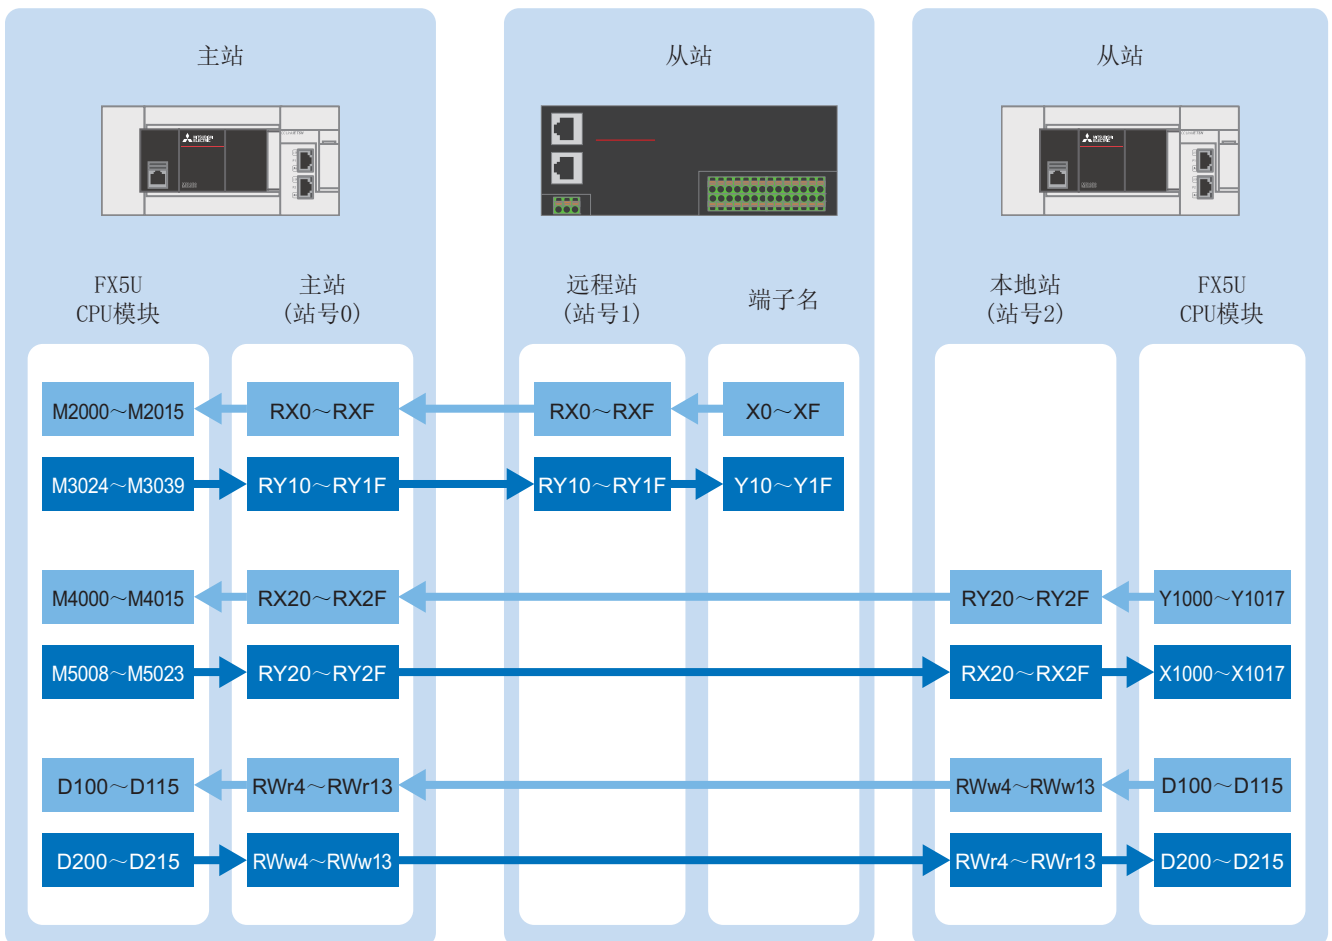 主站
从站
从站
MITSUBISHI
ELECTRIC
MITSUBISHI
ELECTRIC
FX5U
CPU模块
主站
(站号0)
远程站
(站号1)
端子名
本地站
(站号2)
FX5U
CPU模块
M2000～M2015
RX0～RXF
RX0～RXF
X0～XF
M3024～M3039
RY10～RY1F
RY10～RY1F
Y10～Y1F
M4000～M4015
RX20～RX2F
RY20～RY2F
Y1000～Y1017
M5008～M5023
RY20～RY2F
RX20～RX2F
X1000～X1017
D100～D115
RWr4～RWr13
RWw4～RWw13
D100～D115
D200～D215
RWw4～RWw13
RWr4～RWr13
D200～D215